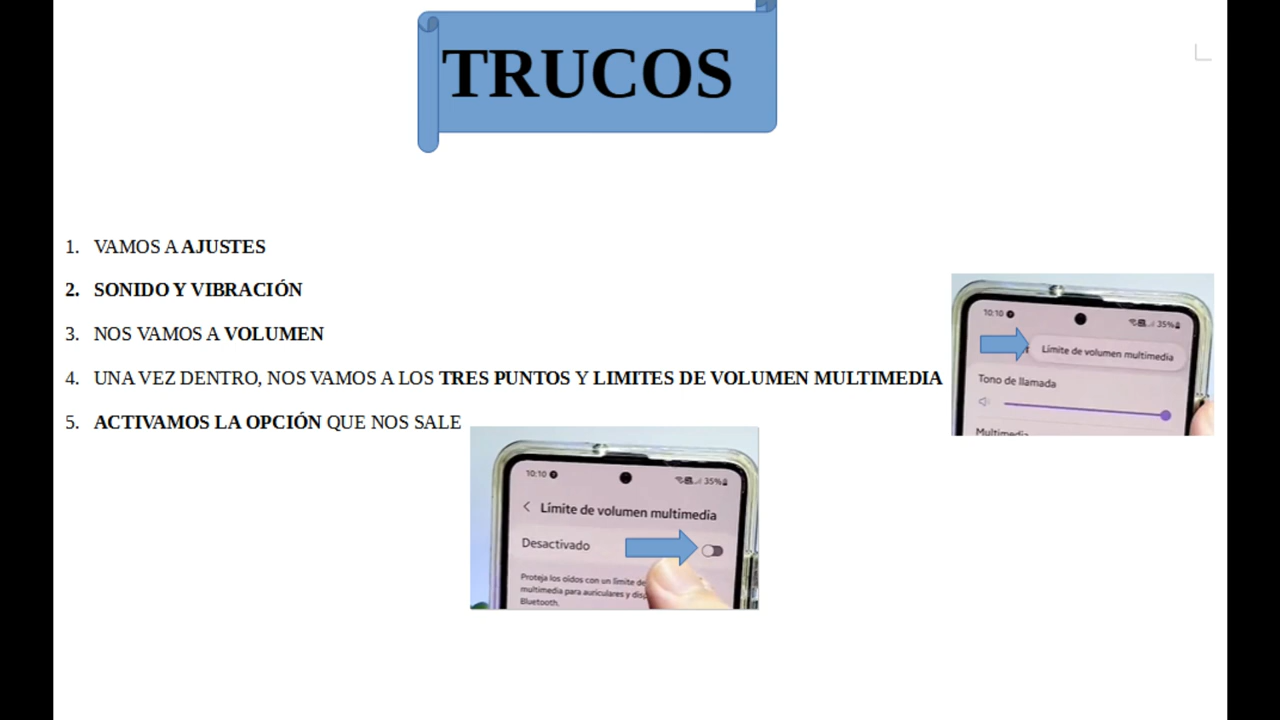 TRUCOS
1. VAMOS A AJUSTES
2. SONIDO Y VIBRACIÓN
3. NOS VAMOS A VOLUMEN
4. UNA VEZ DENTRO, NOS VAMOS A LOS TRES PUNTOS Y LIMITES DE VOLUMEN MULTIMEDIA
5. ACTIVAMOS LA OPCIÓN QUE NOS SALE
10:10
35%
Límite de volumen multimedia
Tono de llamada
Multimedia
10:10
35%
Límite de volumen multimedia
Desactivado
Proteja los oídos con un límite de
multimedia para auriculares y
Bluetooth.